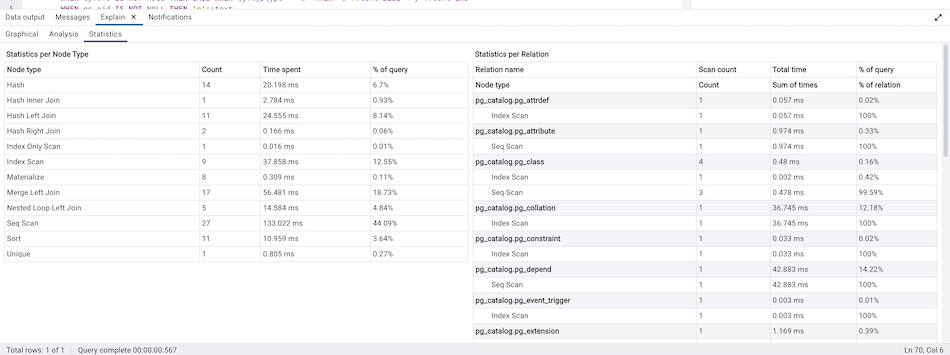 Data output Messages Explain × Notifications
Graphical Analysis Statistics
Statistics per Node Type
Node type Count Time spent % of query
Hash 14 20.198 ms 6.7%
Hash Inner Join 1 2.784 ms 0.93%
Hash Left Join 11 24.555 ms 8.14%
Hash Right Join 2 0.166 ms 0.06%
Index Only Scan 1 0.016 ms 0.01%
Index Scan 9 37.858 ms 12.55%
Materialize 8 0.309 ms 0.11%
Merge Left Join 17 56.481 ms 18.73%
Nested Loop Left Join 5 14.584 ms 4.84%
Seq Scan 27 133.022 ms 44.09%
Sort 11 10.959 ms 3.64%
Unique 1 0.805 ms 0.27%
Statistics per Relation
Relation name Scan count Total time % of query
Node type Count Sum of times % of relation
pg_catalog.pg_attrdef 1 0.057 ms 0.02%
Index Scan 1 0.057 ms 100%
pg_catalog.pg_attribute 1 0.974 ms 0.33%
Seq Scan 1 0.974 ms 100%
pg_catalog.pg_class 4 0.48 ms 0.16%
Index Scan 1 0.002 ms 0.42%
Seq Scan 3 0.478 ms 99.59%
pg_catalog.pg_collation 1 36.745 ms 12.18%
Index Scan 1 36.745 ms 100%
pg_catalog.pg_constraint 1 0.033 ms 0.02%
Index Scan 1 0.033 ms 100%
pg_catalog.pg_depend 1 42.883 ms 14.22%
Seq Scan 1 42.883 ms 100%
pg_catalog.pg_event_trigger 1 0.003 ms 0.01%
Index Scan 1 0.003 ms 100%
pg_catalog.pg_extension 1 1.169 ms 0.39%
Total rows: 1 of 1 Query complete 00:00:00.567 Ln 70, Col 6